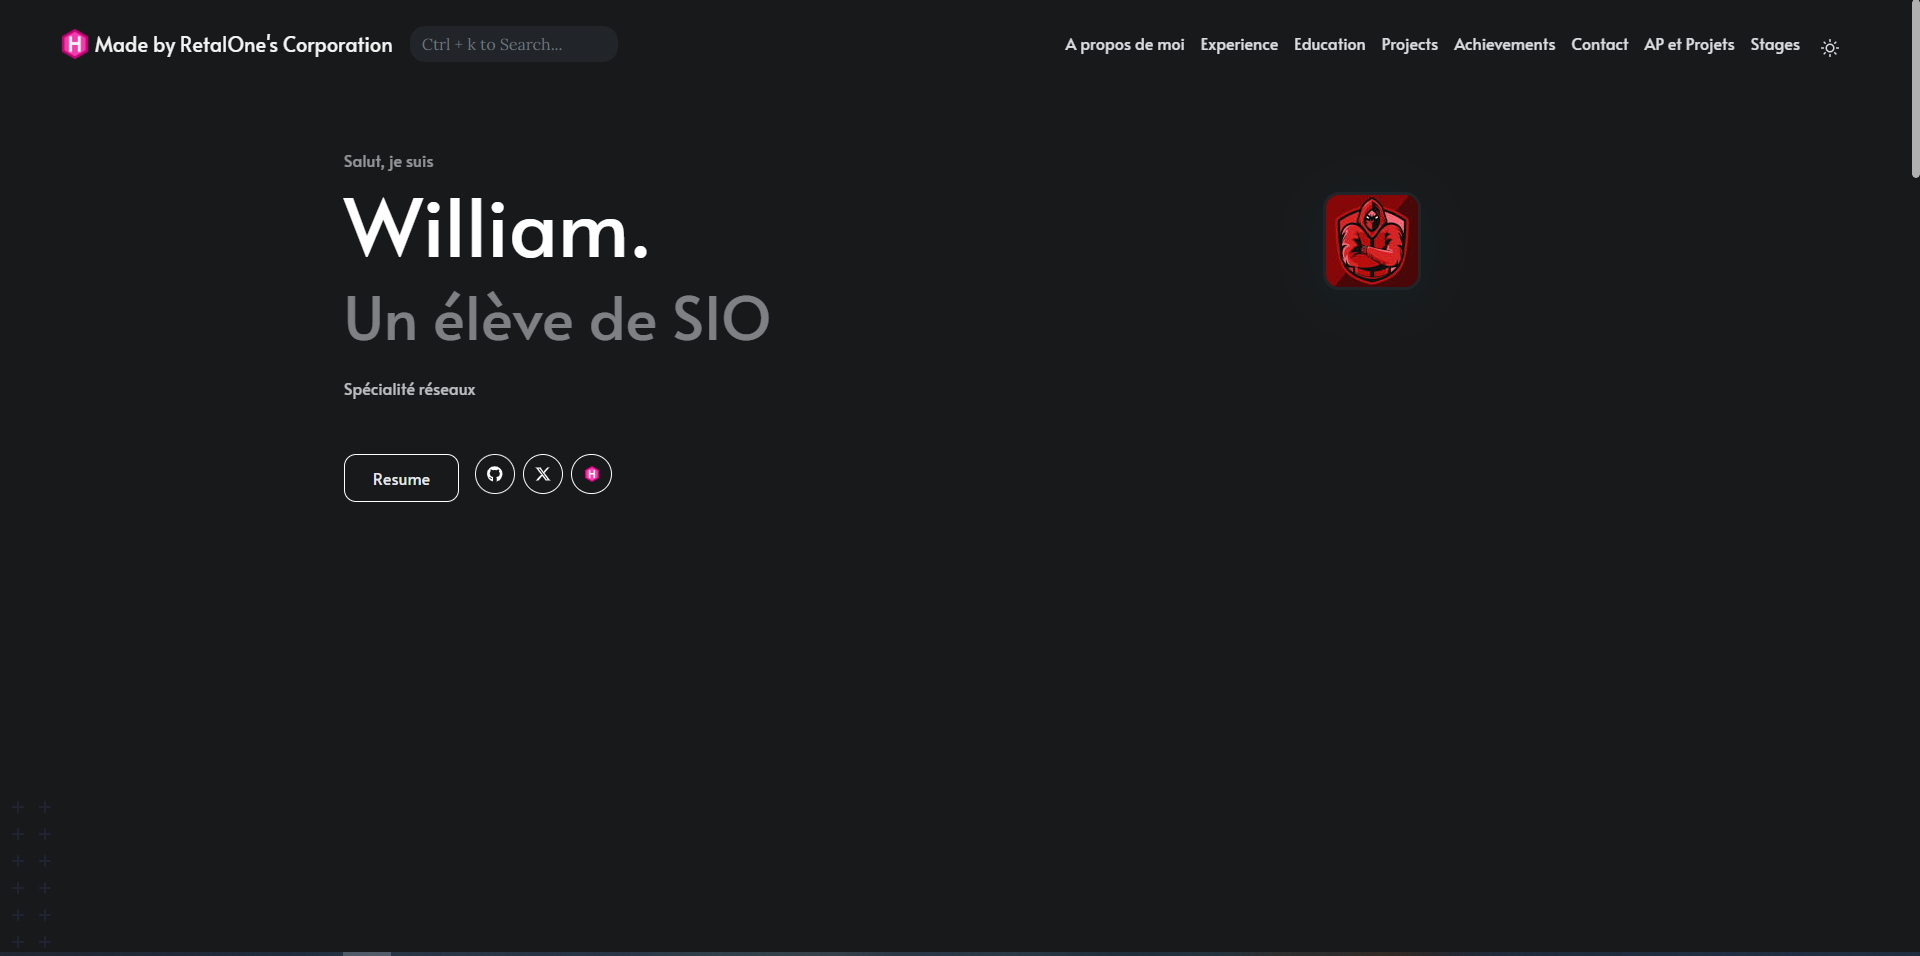 H Made by RetalOne's Corporation
Ctrl + k to Search...
A propos de moi Experience Education Projects Achievements Contact AP et Projets Stages
Salut, je suis
William.
Un élève de SIO
Spécialité réseaux
Resume
H